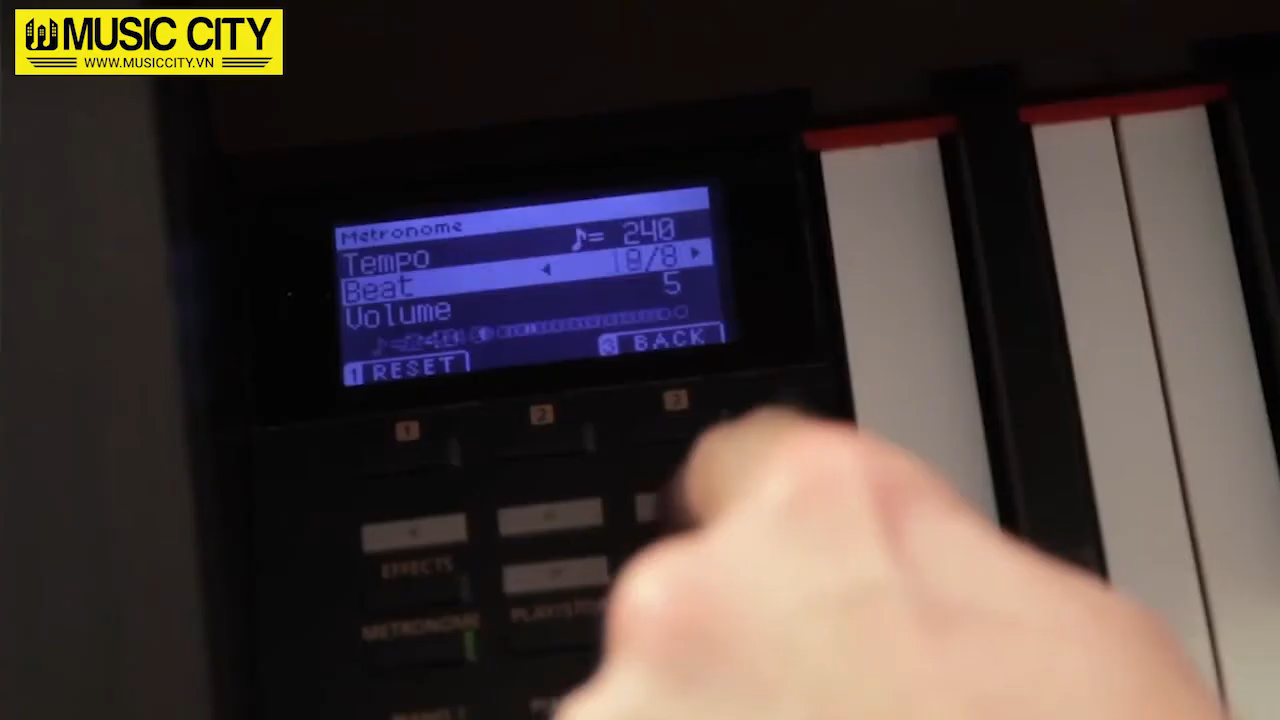 MUSIC CITY
WWW.MUSICCITY.VN
Metronome
Tempo ♪= 240
Beat ◀ /8 ▶
Volume 5
1 RESET
3 BACK
1
2
3
EFFECTS
METRONOME